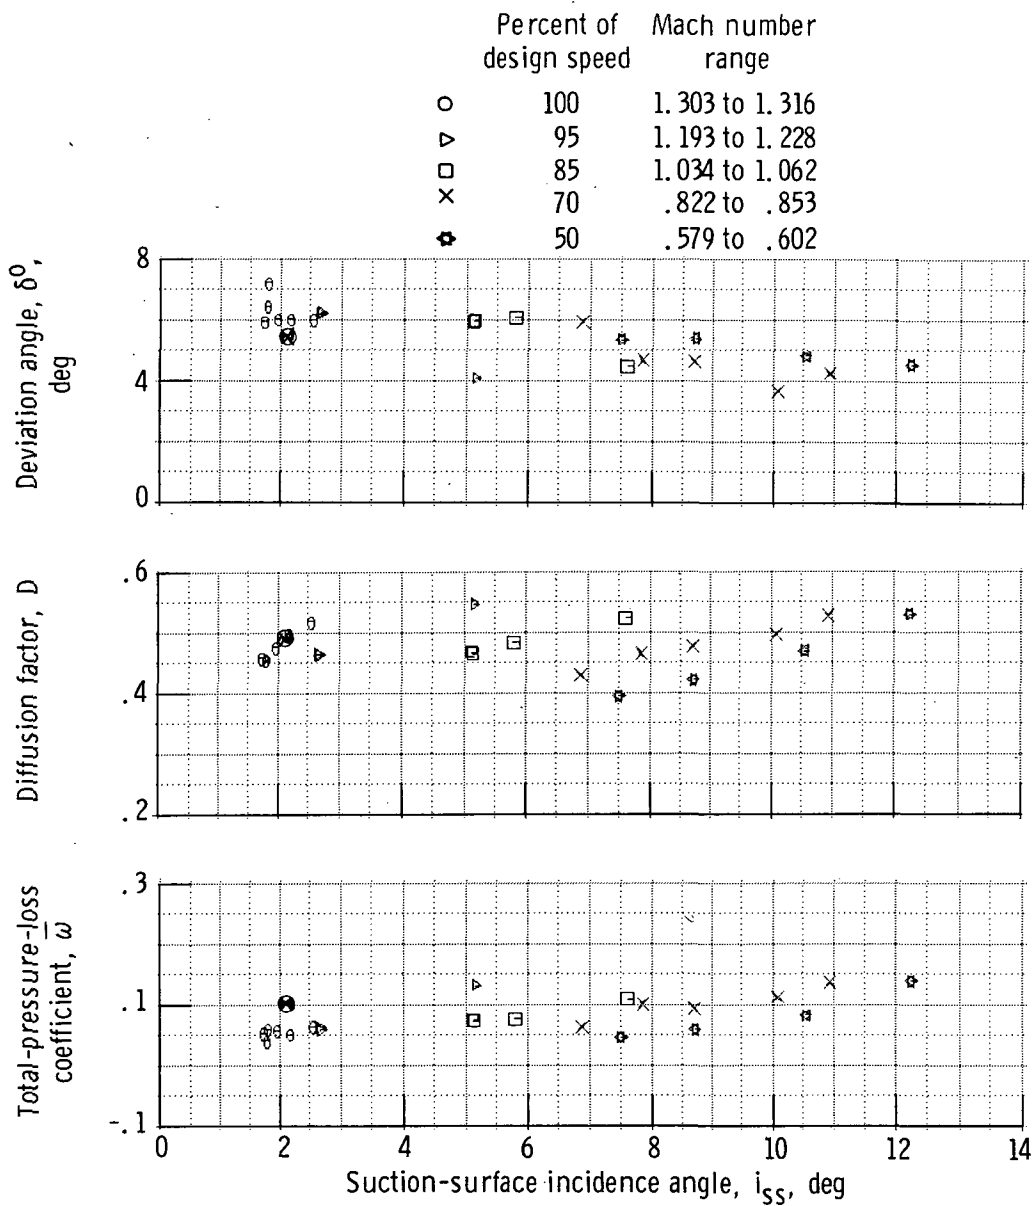 Percent of design speed Mach number range
100 1.303 to 1.316
95 1.193 to 1.228
85 1.034 to 1.062
70 .822 to .853
50 .579 to .602
Deviation angle, δ°, deg
8
4
0
Diffusion factor, D
.6
.4
.2
Total-pressure-loss coefficient, ω̅
.3
.1
-.1
0 2 4 6 8 10 12 14
Suction-surface incidence angle, iss, deg